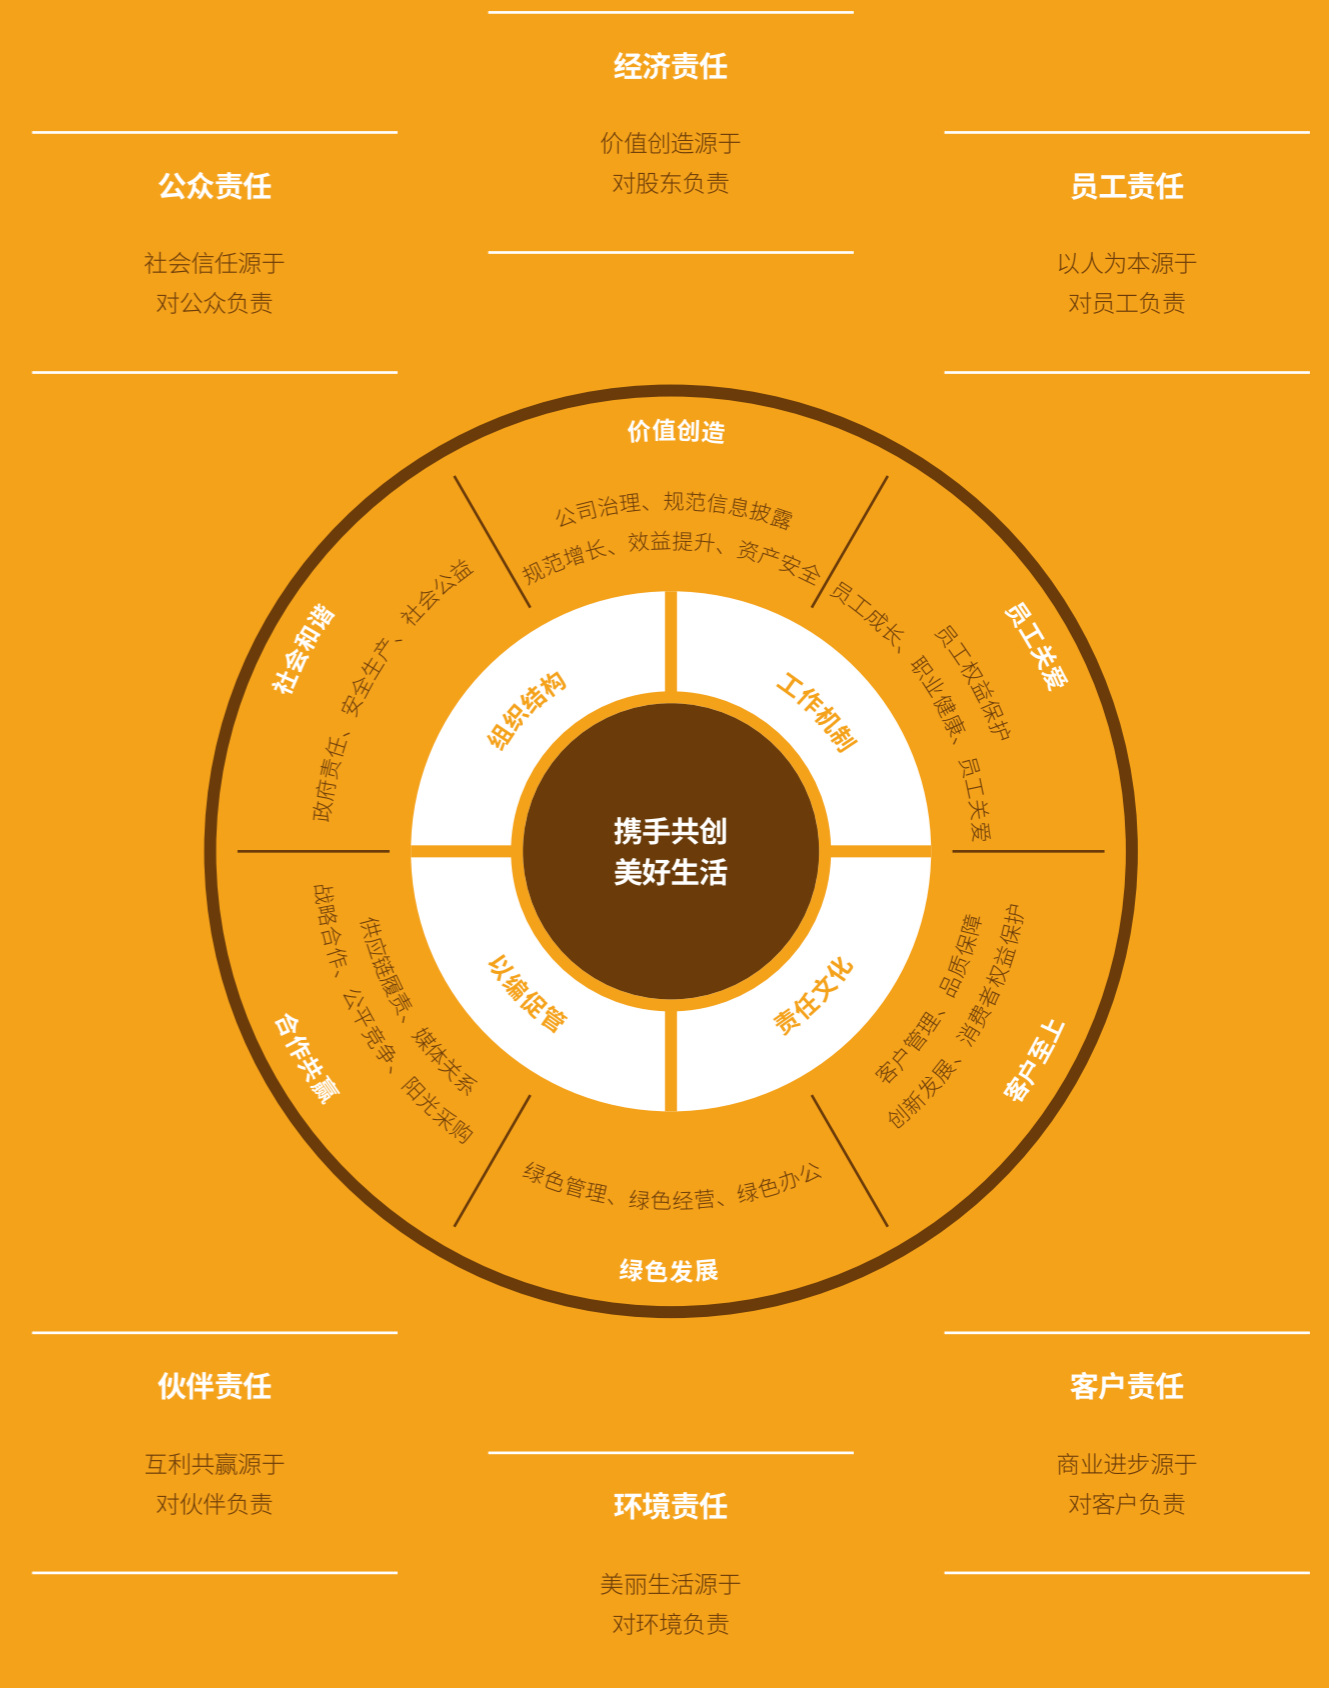 经济责任
价值创造源于
对股东负责
公众责任
社会信任源于
对公众负责
员工责任
以人为本源于
对员工负责
价值创造
公司治理、规范信息披露
规范增长、效益提升、资产安全
社会和谐
政府责任、安全生产、社会公益
员工关爱
员工权益保护
员工成长、职业健康、员工关爱
组织结构
工作机制
携手共创
美好生活
以编促管
责任文化
合作共赢
供应链履责、媒体关系
战略合作、公平竞争、阳光采购
客户至上
客户管理、品质保障
创新发展、消费者权益保护
绿色管理、绿色经营、绿色办公
绿色发展
伙伴责任
互利共赢源于
对伙伴负责
客户责任
商业进步源于
对客户负责
环境责任
美丽生活源于
对环境负责